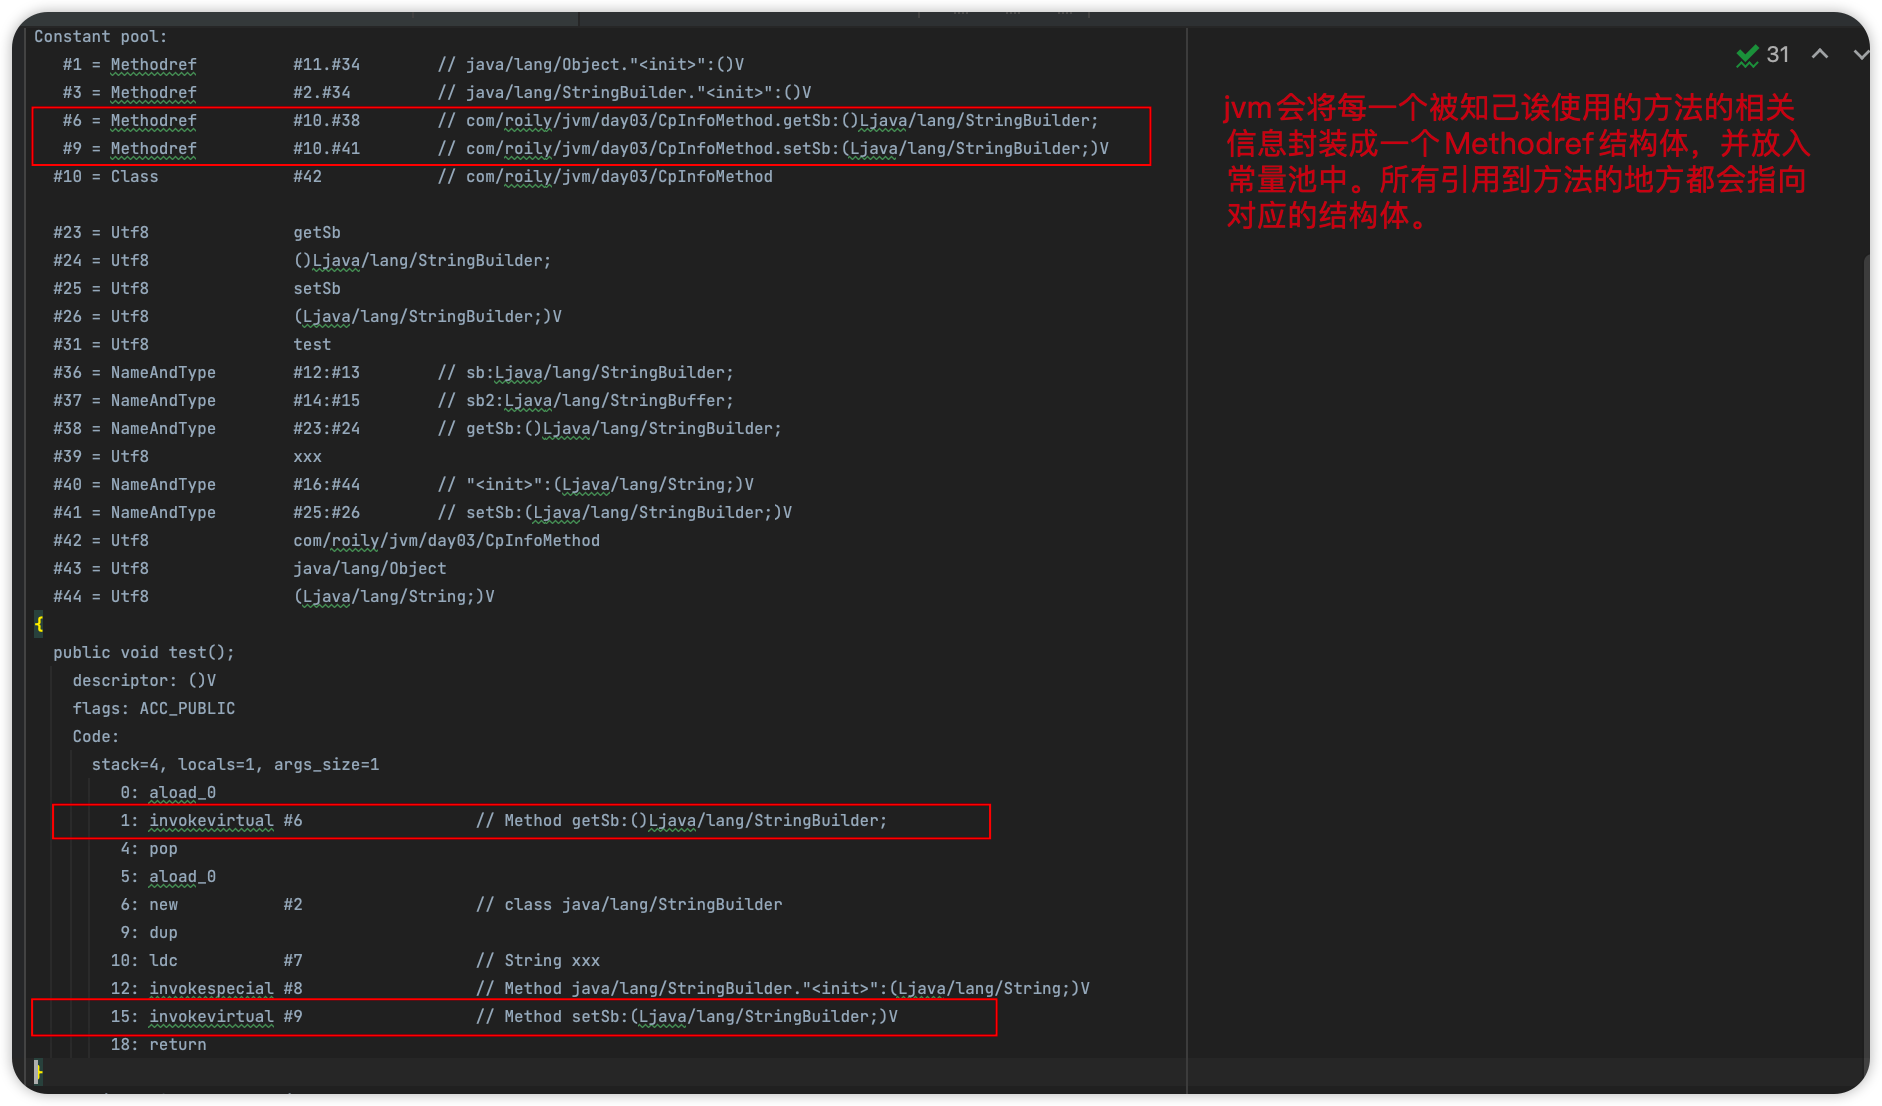 Constant pool:
#1 = Methodref #11.#34 // java/lang/Object."<init>":()V
#3 = Methodref #2.#34 // java/lang/StringBuilder."<init>":()V
#6 = Methodref #10.#38 // com/roily/jvm/day03/CpInfoMethod.getSb:()Ljava/lang/StringBuilder;
#9 = Methodref #10.#41 // com/roily/jvm/day03/CpInfoMethod.setSb:(Ljava/lang/StringBuilder;)V
#10 = Class #42 // com/roily/jvm/day03/CpInfoMethod
#23 = Utf8 getSb
#24 = Utf8 ()Ljava/lang/StringBuilder;
#25 = Utf8 setSb
#26 = Utf8 (Ljava/lang/StringBuilder;)V
#31 = Utf8 test
#36 = NameAndType #12:#13 // sb:Ljava/lang/StringBuilder;
#37 = NameAndType #14:#15 // sb2:Ljava/lang/StringBuffer;
#38 = NameAndType #23:#24 // getSb:()Ljava/lang/StringBuilder;
#39 = Utf8 xxx
#40 = NameAndType #16:#44 // "<init>":(Ljava/lang/String;)V
#41 = NameAndType #25:#26 // setSb:(Ljava/lang/StringBuilder;)V
#42 = Utf8 com/roily/jvm/day03/CpInfoMethod
#43 = Utf8 java/lang/Object
#44 = Utf8 (Ljava/lang/String;)V
{
public void test();
descriptor: ()V
flags: ACC_PUBLIC
Code:
stack=4, locals=1, args_size=1
0: aload_0
1: invokevirtual #6 // Method getSb:()Ljava/lang/StringBuilder;
4: pop
5: aload_0
6: new #2 // class java/lang/StringBuilder
9: dup
10: ldc #7 // String xxx
12: invokespecial #8 // Method java/lang/StringBuilder."<init>":(Ljava/lang/String;)V
15: invokevirtual #9 // Method setSb:(Ljava/lang/StringBuilder;)V
18: return
}
31
jvm会将每一个被知己诶使用的方法的相关
信息封装成一个Methodref结构体，并放入
常量池中。所有引用到方法的地方都会指向
对应的结构体。